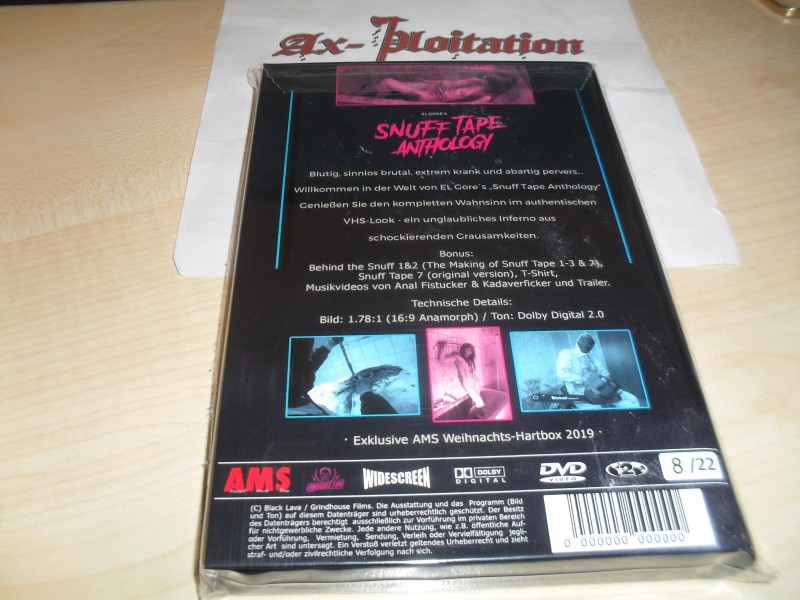 Ax-Ploitation
EL GORE's
SNUFF TAPE
ANTHOLOGY
Blutig, sinnlos brutal, extrem krank und abartig pervers...
Willkommen in der Welt von EL Gore´s „Snuff Tape Anthology"
Genießen Sie den kompletten Wahnsinn im authentischen
VHS-Look - ein unglaubliches Inferno aus
schockierenden Grausamkeiten.
Bonus:
Behind the Snuff 1&2 (The Making of Snuff Tape 1-3 & 7),
Snuff Tape 7 (original version), T-Shirt,
Musikvideos von Anal Fistucker & Kadaverficker und Trailer.
Technische Details:
Bild: 1.78:1 (16:9 Anamorph) / Ton: Dolby Digital 2.0
· Exklusive AMS Weihnachts-Hartbox 2019 ·
AMS
WIDESCREEN
DOLBY
DIGITAL
DVD
VIDEO
2
8 /22
(C) Black Lava / Grindhouse Films. Die Ausstattung und das Programm (Bild
und Ton) auf diesem Datenträger sind urheberrechtlich geschützt. Der Besitz
des Datenträgers berechtigt ausschließlich zur Vorführung im privaten Bereich
für nichtgewerbliche Zwecke. Jede andere Nutzung, wie z.B. öffentliche Auf-
oder Vorführung, Vermietung, Sendung, Verleih oder Vervielfältigung jegli-
cher Art sind untersagt. Ein Verstoß verletzt geltendes Urheberrecht und zieht
straf- und/oder zivilrechtliche Verfolgung nach sich.
0 000000 000000